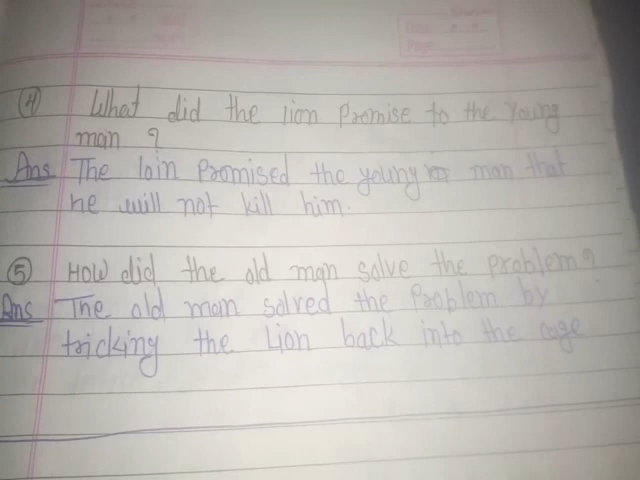 ④ What did the lion Promise to the Young
man ?
Ans The loin Promised the young man that
he will not kill him.
⑤ How did the old man solve the problem?
Ans The old man solved the Problem by
tricking the Lion back into the cage